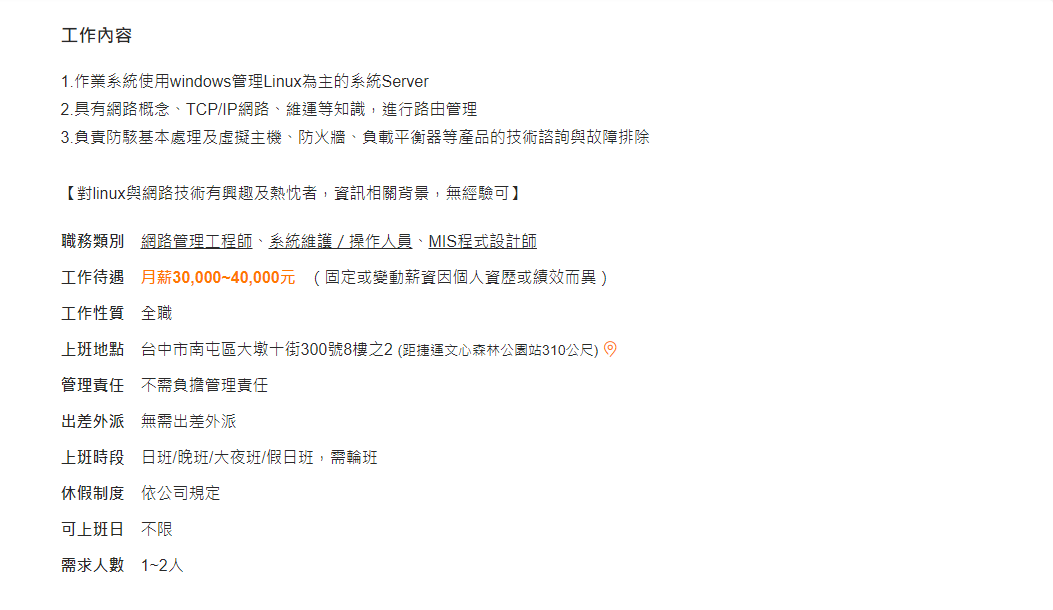 工作內容
1.作業系統使用windows管理Linux為主的系統Server
2.具有網路概念、TCP/IP網路、維運等知識，進行路由管理
3.負責防駭基本處理及虛擬主機、防火牆、負載平衡器等產品的技術諮詢與故障排除
【對linux與網路技術有興趣及熱忱者，資訊相關背景，無經驗可】
職務類別 網路管理工程師、系統維護／操作人員、MIS程式設計師
工作待遇 月薪30,000~40,000元 （固定或變動薪資因個人資歷或績效而異）
工作性質 全職
上班地點 台中市南屯區大墩十街300號8樓之2 (距捷運文心森林公園站310公尺)
管理責任 不需負擔管理責任
出差外派 無需出差外派
上班時段 日班/晚班/大夜班/假日班，需輪班
休假制度 依公司規定
可上班日 不限
需求人數 1~2人